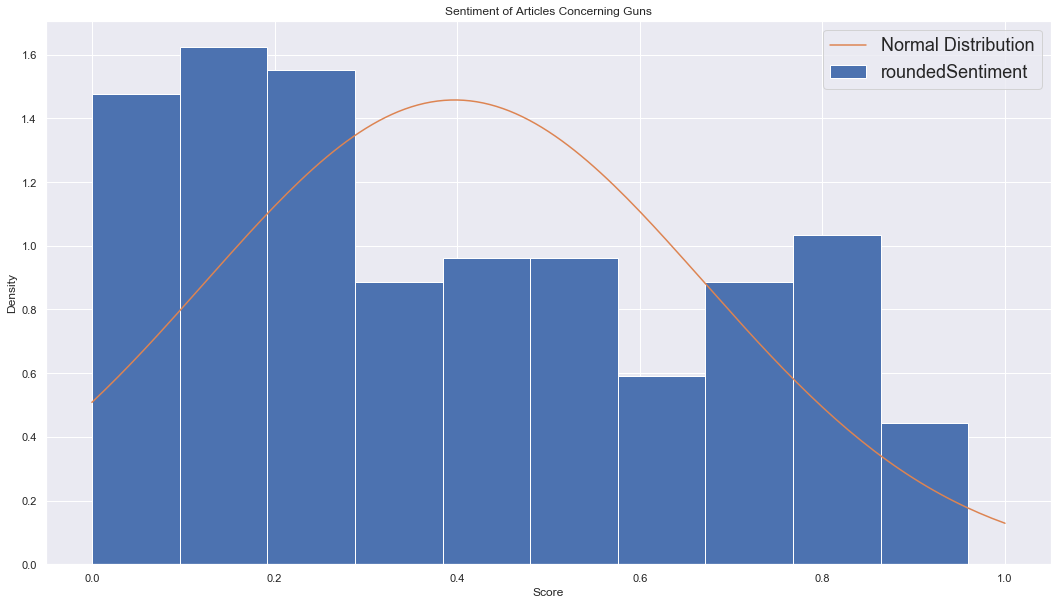 Sentiment of Articles Concerning Guns
Normal Distribution
roundedSentiment
1.6
1.4
1.2
1.0
0.8
0.6
0.4
0.2
0.0
Density
0.0 0.2 0.4 0.6 0.8 1.0
Score